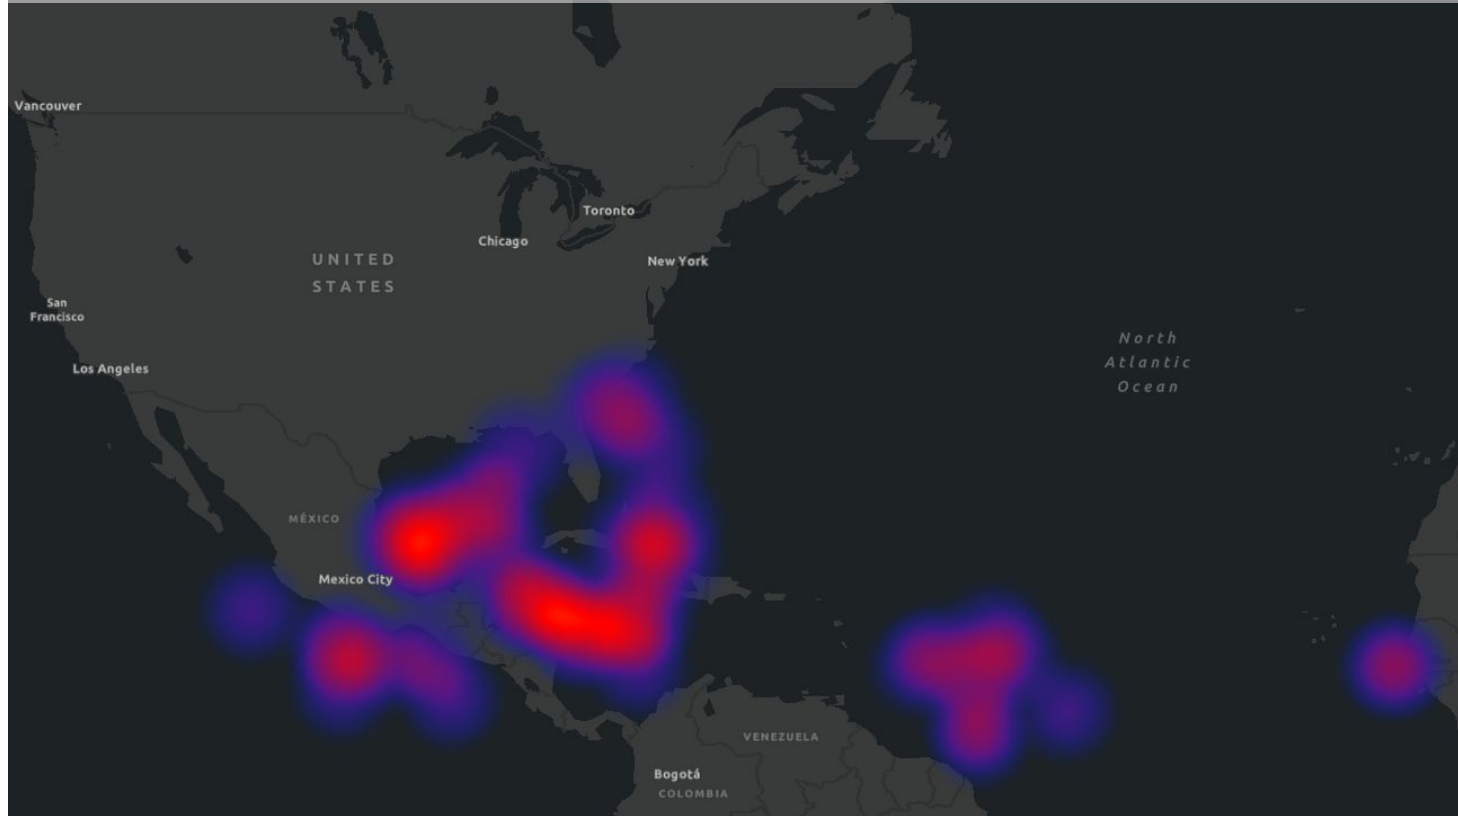 Vancouver
Toronto
Chicago
UNITED
STATES
New York
San
Francisco
North
Atlantic
Ocean
Los Angeles
MÉXICO
Mexico City
VENEZUELA
Bogotá
COLOMBIA